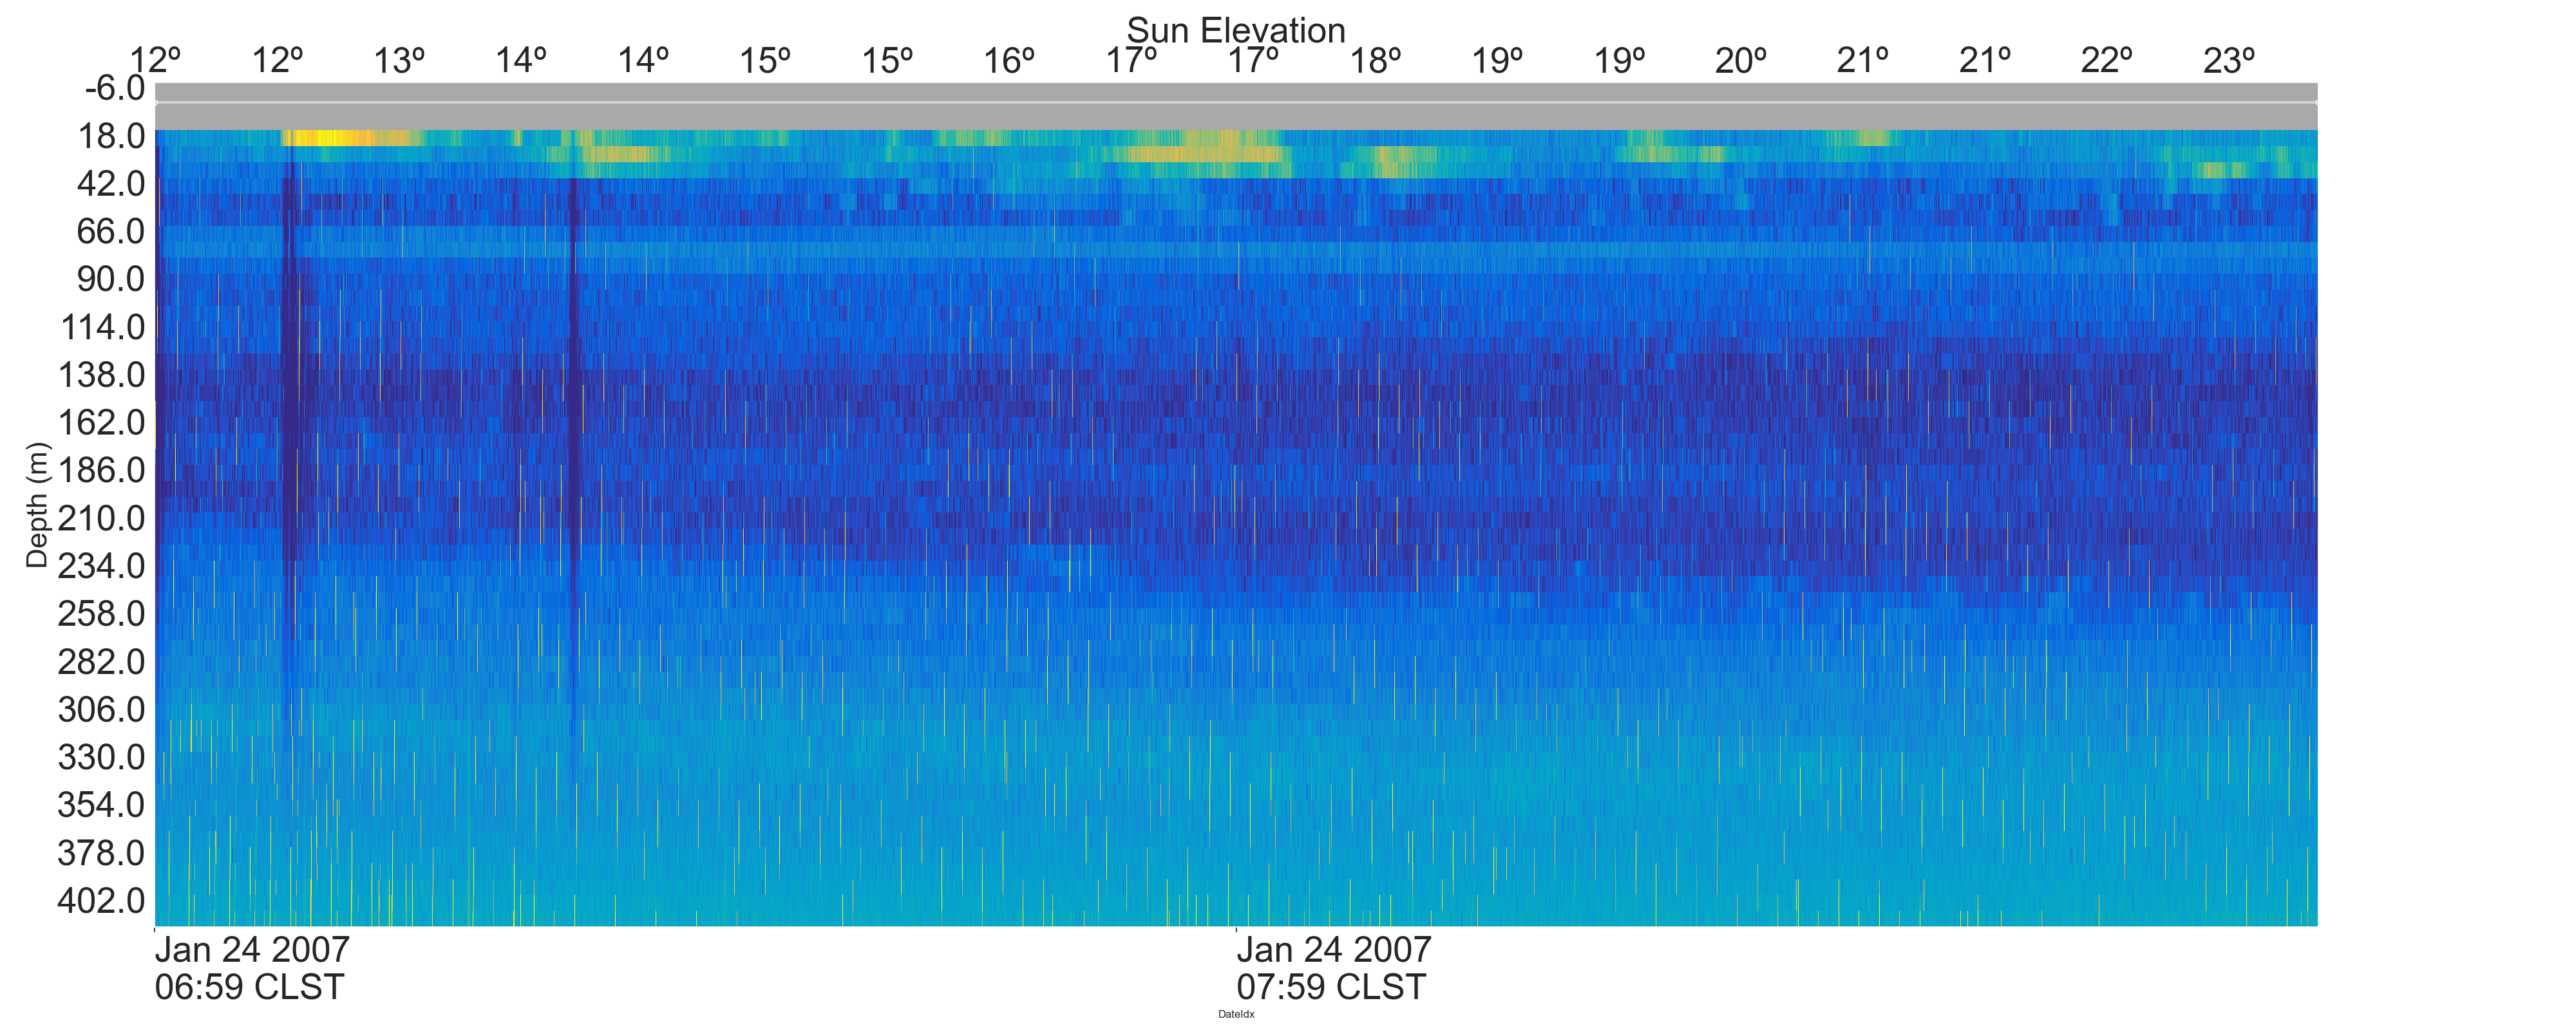 Sun Elevation
12º 12º 13º 14º 14º 15º 15º 16º 17º 17º 18º 19º 19º 20º 21º 21º 22º 23º
-6.0
18.0
42.0
66.0
90.0
114.0
138.0
162.0
186.0
210.0
234.0
258.0
282.0
306.0
330.0
354.0
378.0
402.0
Depth (m)
Jan 24 2007
06:59 CLST
Jan 24 2007
07:59 CLST
DateIdx